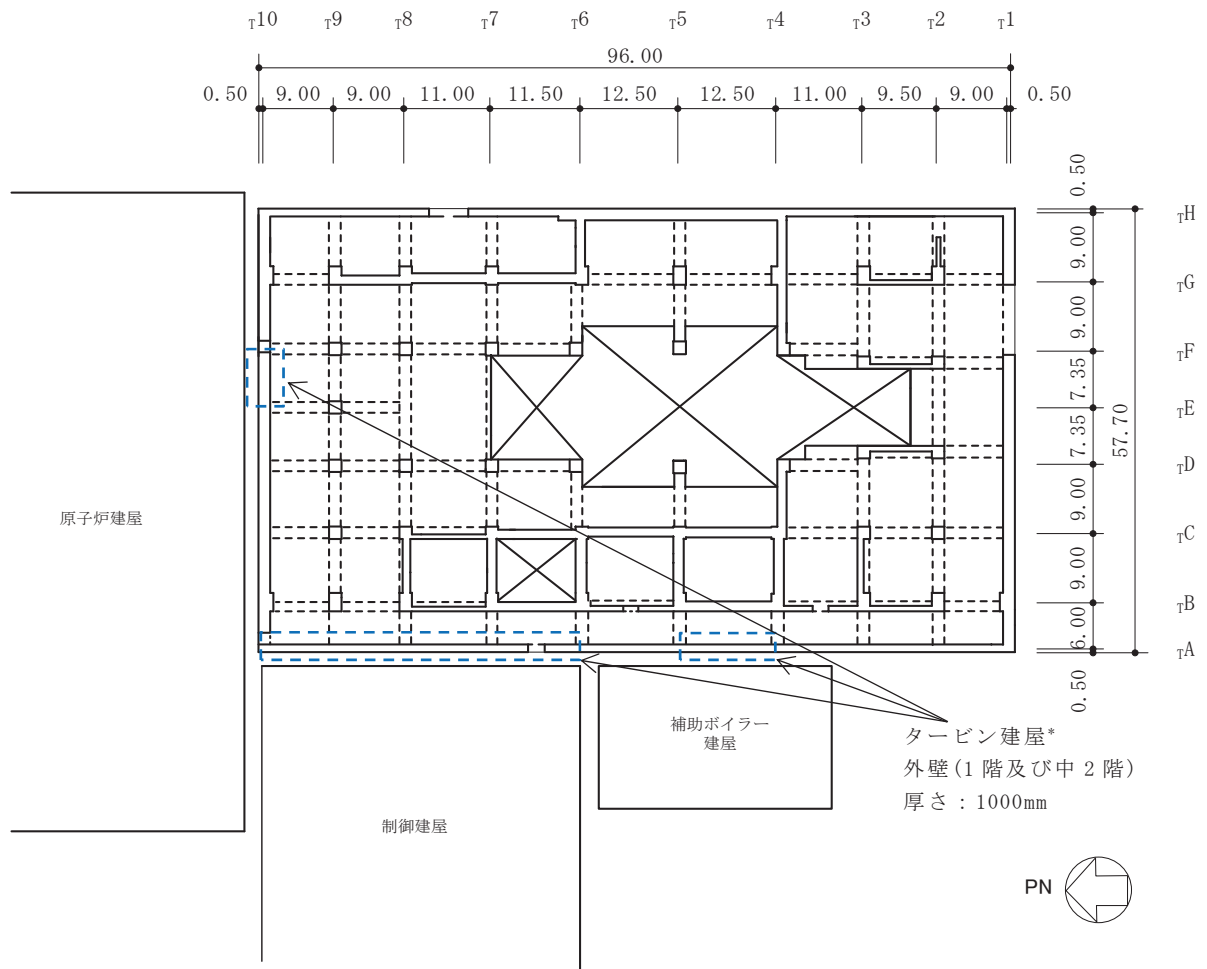 T10 T9 T8 T7 T6 T5 T4 T3 T2 T1
96.00
0.50 9.00 9.00 11.00 11.50 12.50 12.50 11.00 9.50 9.00 0.50
0.50
TH
9.00
TG
9.00
TF
7.35
TE
57.70
7.35
TD
9.00
TC
9.00
TB
6.00
TA
0.50
原子炉建屋
補助ボイラー
建屋
制御建屋
タービン建屋*
外壁(1 階及び中 2 階)
厚さ：1000mm
PN